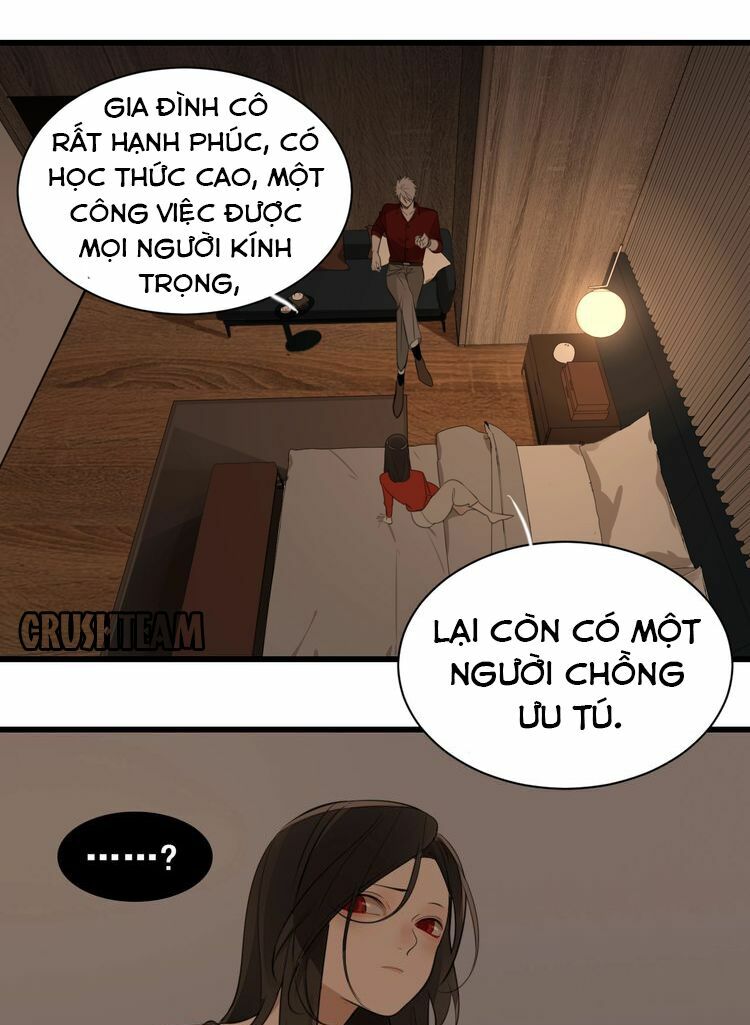 GIA ĐÌNH CÔ
RẤT HẠNH PHÚC, CÓ
HỌC THỨC CAO, MỘT
CÔNG VIỆC ĐƯỢC
MỌI NGƯỜI KÍNH
TRỌNG,
LẠI CÒN CÓ MỘT
NGƯỜI CHỒNG
ƯU TÚ.
CRUSHTEAM
.......?